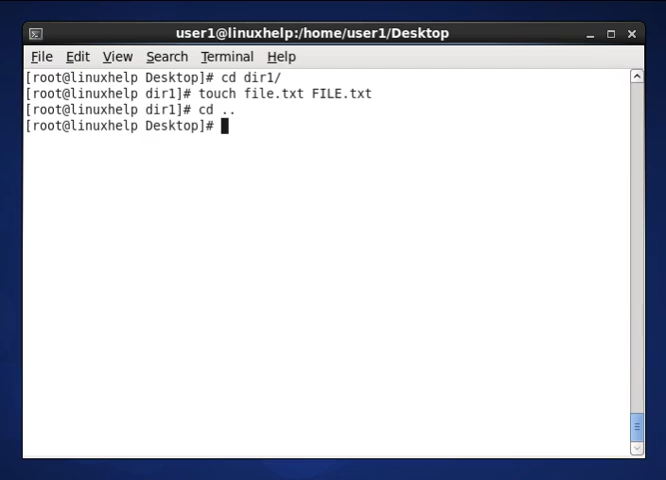 user1@linuxhelp:/home/user1/Desktop
File Edit View Search Terminal Help
[root@linuxhelp Desktop]# cd dir1/
[root@linuxhelp dir1]# touch file.txt FILE.txt
[root@linuxhelp dir1]# cd ..
[root@linuxhelp Desktop]#